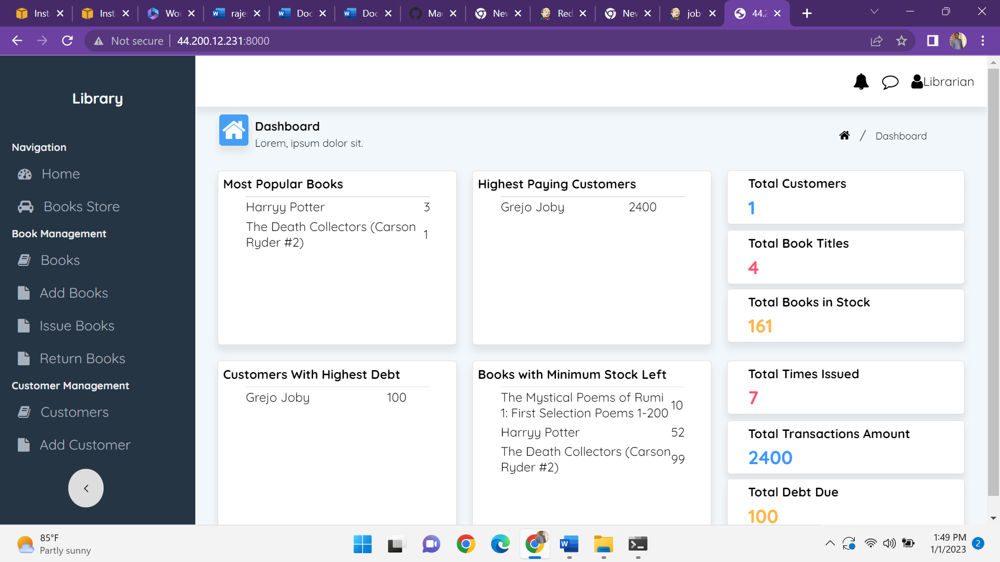 Inst
Inst
Wor
raje
Doc
Doc
Mac
New
Red
New
job-
44.2
Not secure
44.200.12.231:8000
Library
Librarian
Navigation
Home
Books Store
Book Management
Books
Add Books
Issue Books
Return Books
Customer Management
Customers
Add Customer
Dashboard
Lorem, ipsum dolor sit.
/ Dashboard
Most Popular Books
Harryy Potter 3
The Death Collectors (Carson
Ryder #2) 1
Highest Paying Customers
Grejo Joby 2400
Total Customers
1
Total Book Titles
4
Total Books in Stock
161
Customers With Highest Debt
Grejo Joby 100
Books with Minimum Stock Left
The Mystical Poems of Rumi
1: First Selection Poems 1-200 10
Harryy Potter 52
The Death Collectors (Carson
Ryder #2) 99
Total Times Issued
7
Total Transactions Amount
2400
Total Debt Due
100
85°F
Partly sunny
1:49 PM
1/1/2023
2